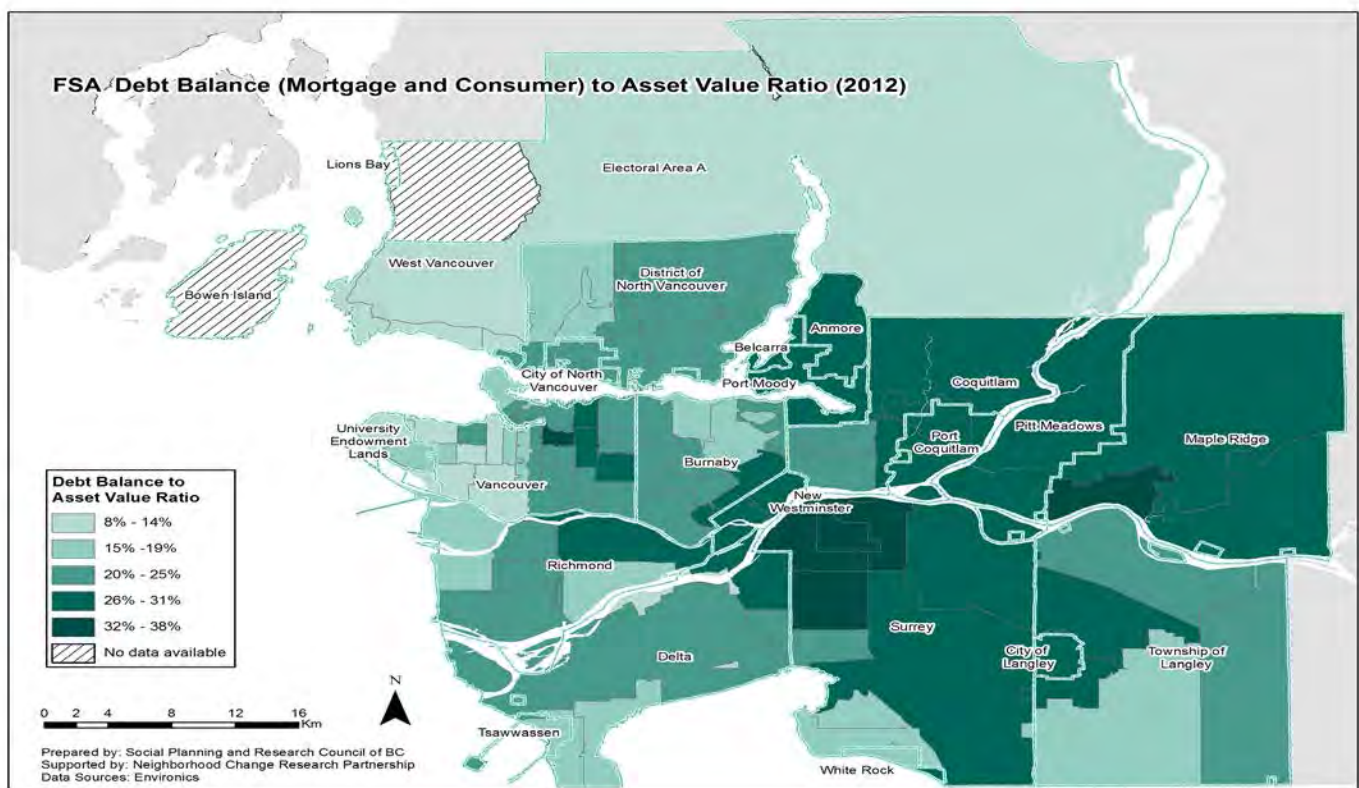 FSA Debt Balance (Mortgage and Consumer) to Asset Value Ratio (2012)
Lions Bay
Electoral Area A
West Vancouver
District of
North Vancouver
Bowen Island
Anmore
Belcarra
City of North
Vancouver
Port Moody
Coquitlam
University
Endowment
Lands
Port
Coquitlam
Pitt Meadows
Maple Ridge
Burnaby
Vancouver
New
Westminster
Richmond
Surrey
Delta
City of
Langley
Township of
Langley
Tsawwassen
White Rock
Debt Balance to
Asset Value Ratio
8% - 14%
15% -19%
20% - 25%
26% - 31%
32% - 38%
No data available
N
0 2 4 8 12 16
Km
Prepared by: Social Planning and Research Council of BC
Supported by: Neighborhood Change Research Partnership
Data Sources: Environics